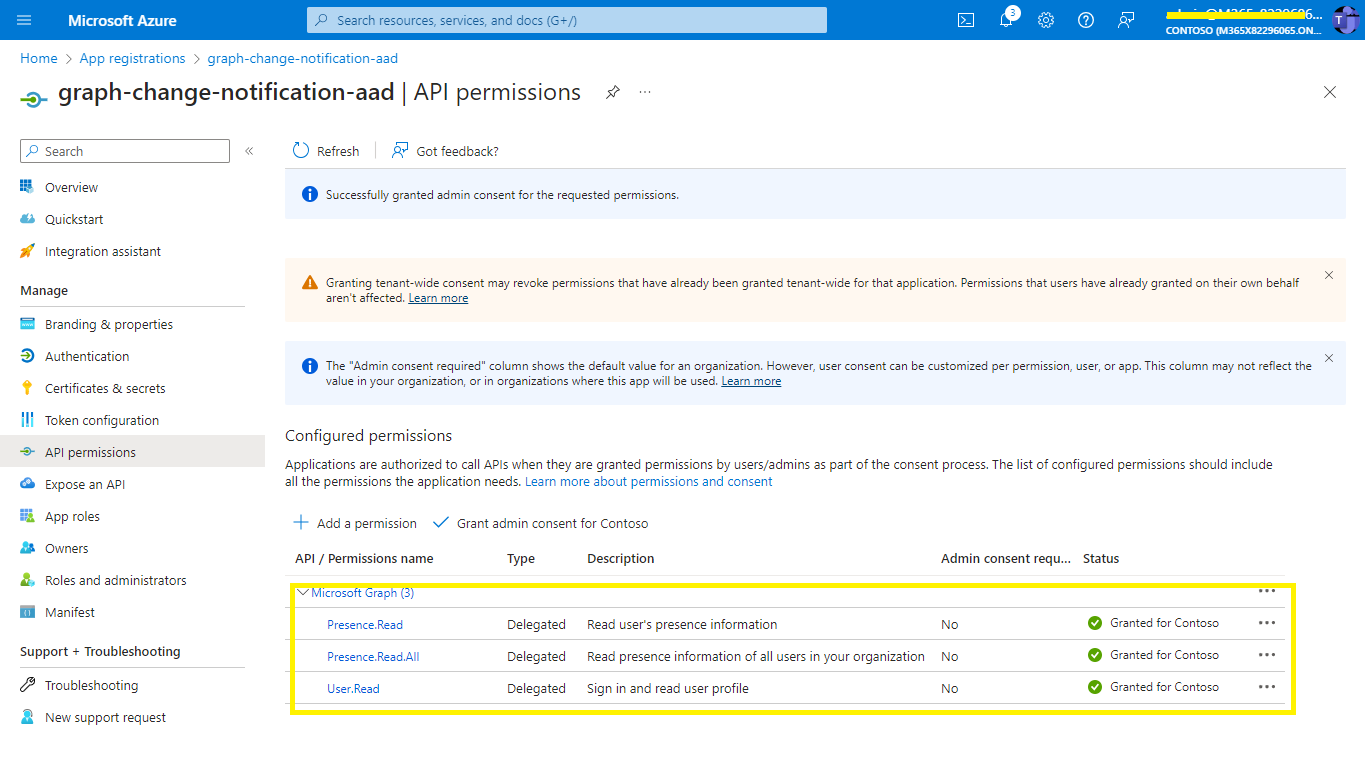 Microsoft Azure
Search resources, services, and docs (G+/)
3
CONTOSO (M365X82296065.ON...
Home > App registrations > graph-change-notification-aad
graph-change-notification-aad | API permissions
Search
Refresh
Got feedback?
Successfully granted admin consent for the requested permissions.
Overview
Quickstart
Integration assistant
Manage
Branding & properties
Authentication
Certificates & secrets
Token configuration
API permissions
Expose an API
App roles
Owners
Roles and administrators
Manifest
Support + Troubleshooting
Troubleshooting
New support request
Granting tenant-wide consent may revoke permissions that have already been granted tenant-wide for that application. Permissions that users have already granted on their own behalf
aren't affected. Learn more
The "Admin consent required" column shows the default value for an organization. However, user consent can be customized per permission, user, or app. This column may not reflect the
value in your organization, or in organizations where this app will be used. Learn more
Configured permissions
Applications are authorized to call APIs when they are granted permissions by users/admins as part of the consent process. The list of configured permissions should include
all the permissions the application needs. Learn more about permissions and consent
Add a permission
Grant admin consent for Contoso
API / Permissions name Type Description Admin consent requ... Status
Microsoft Graph (3)
Presence.Read Delegated Read user's presence information No Granted for Contoso
Presence.Read.All Delegated Read presence information of all users in your organization No Granted for Contoso
User.Read Delegated Sign in and read user profile No Granted for Contoso